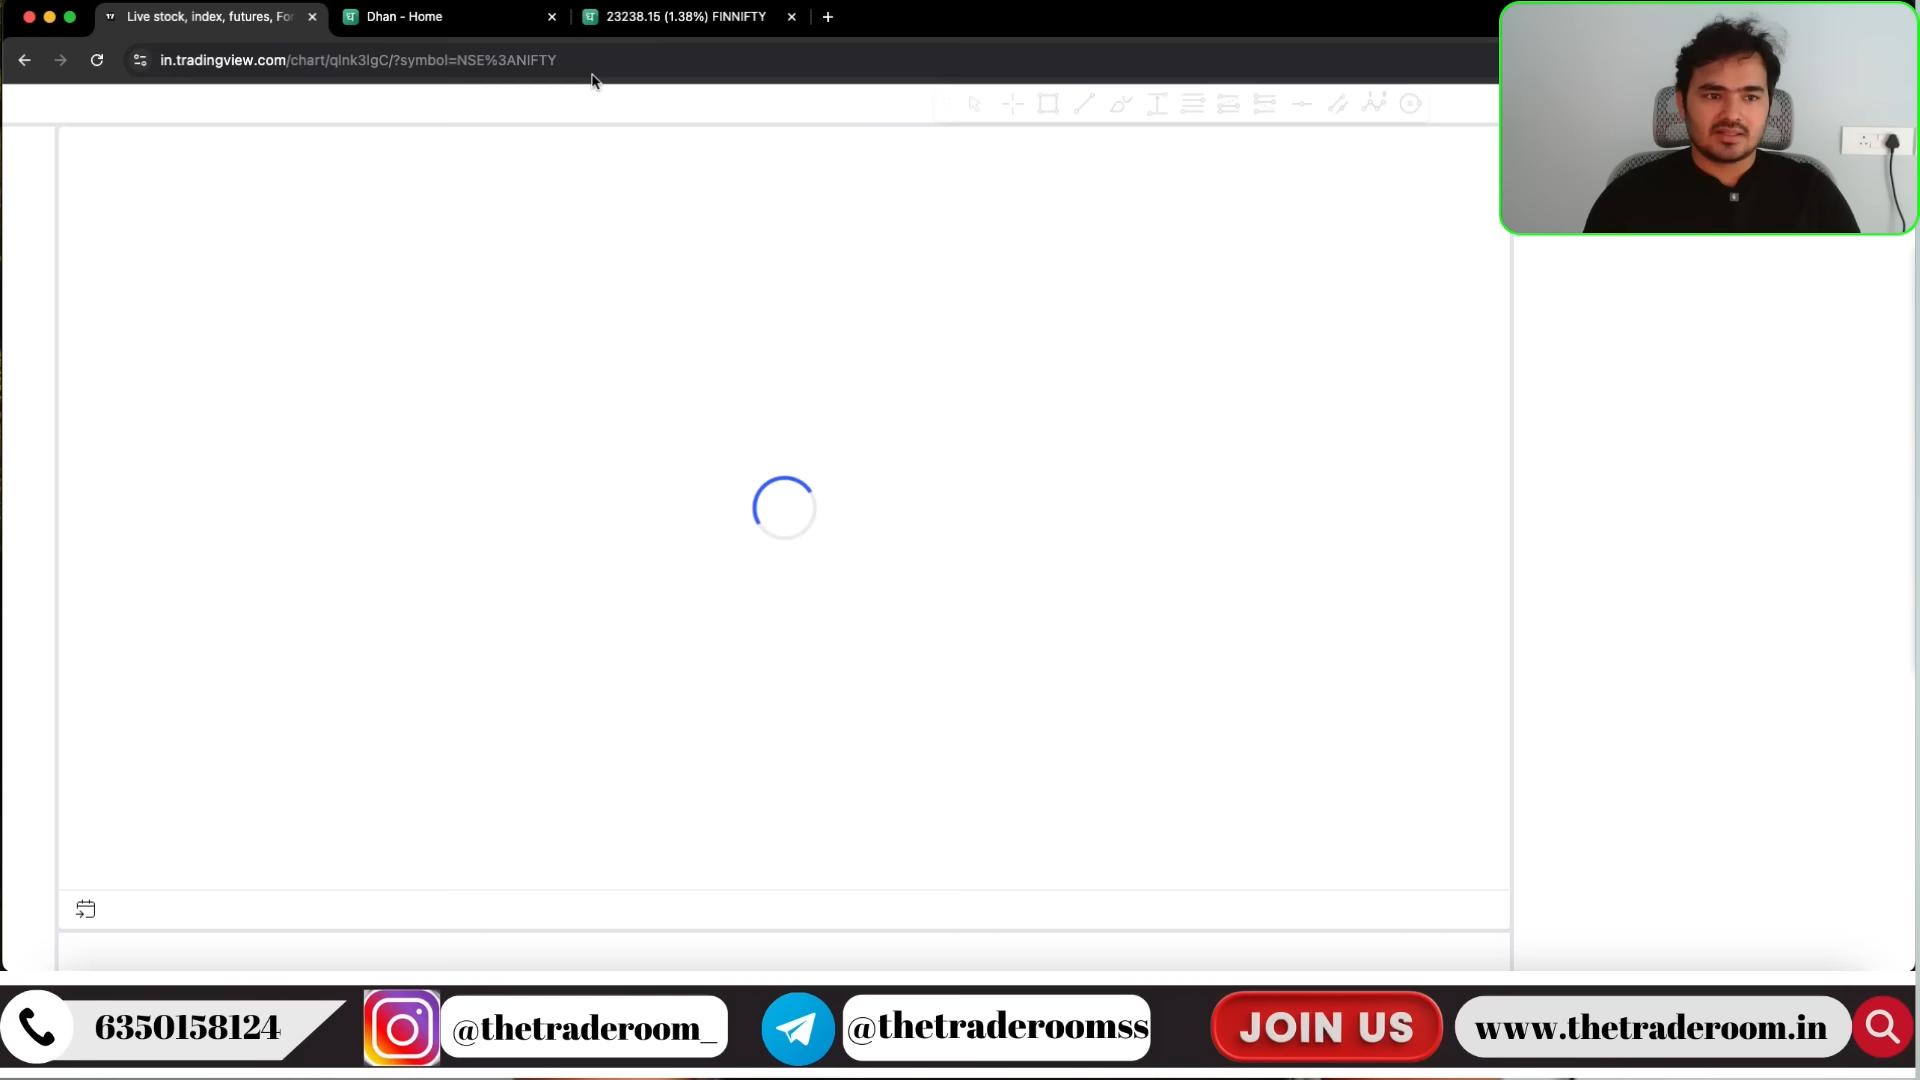 Live stock, index, futures, For
Dhan - Home
23238.15 (1.38%) FINNIFTY
in.tradingview.com/chart/qlnk3lgC/?symbol=NSE%3ANIFTY
6350158124
@thetraderoom_
@thetraderoomss
JOIN US
www.thetraderoom.in